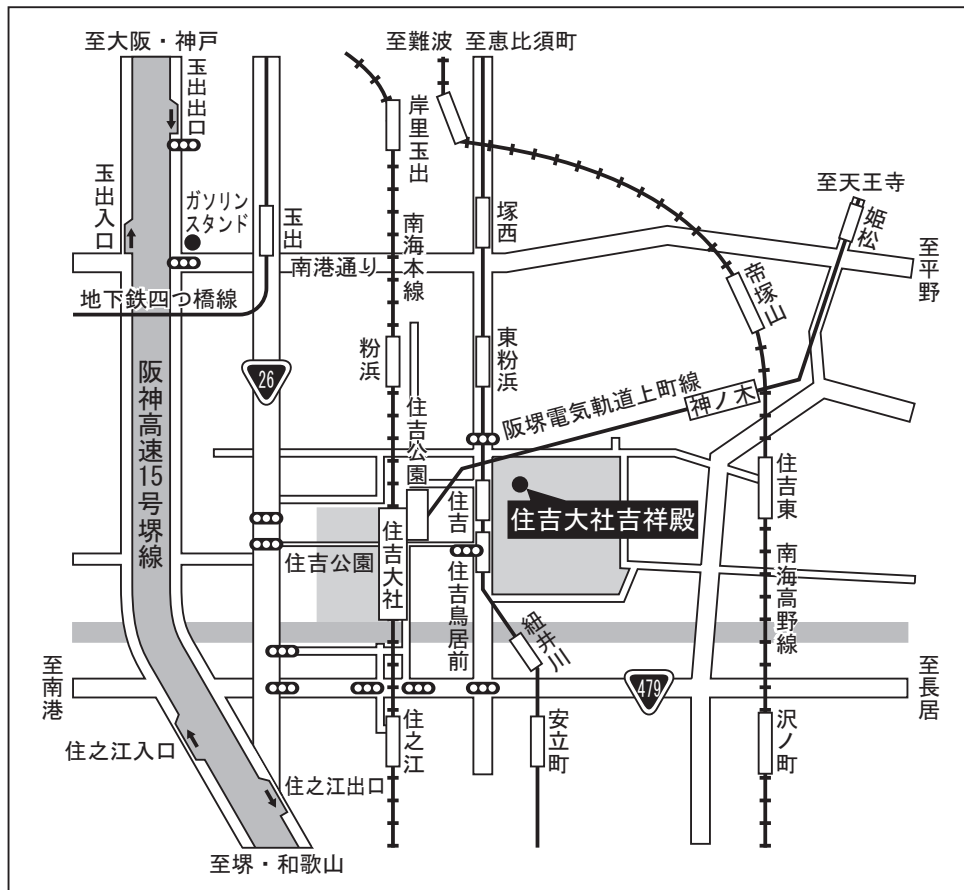 至大阪・神戸
至難波
至恵比須町
玉出出口
岸里玉出
玉出入口
ガソリン
スタンド
玉出
塚西
至天王寺
姫松
南海本線
南港通り
至平野
地下鉄四つ橋線
帝塚山
粉浜
東粉浜
26
阪神高速15号堺線
住吉公園
阪堺電気軌道上町線
神ノ木
住吉
住吉東
住吉大社吉祥殿
住吉公園
住吉大社
住吉鳥居前
南海高野線
紐井川
至南港
479
至長居
住之江
安立町
沢ノ町
住之江入口
住之江出口
至堺・和歌山